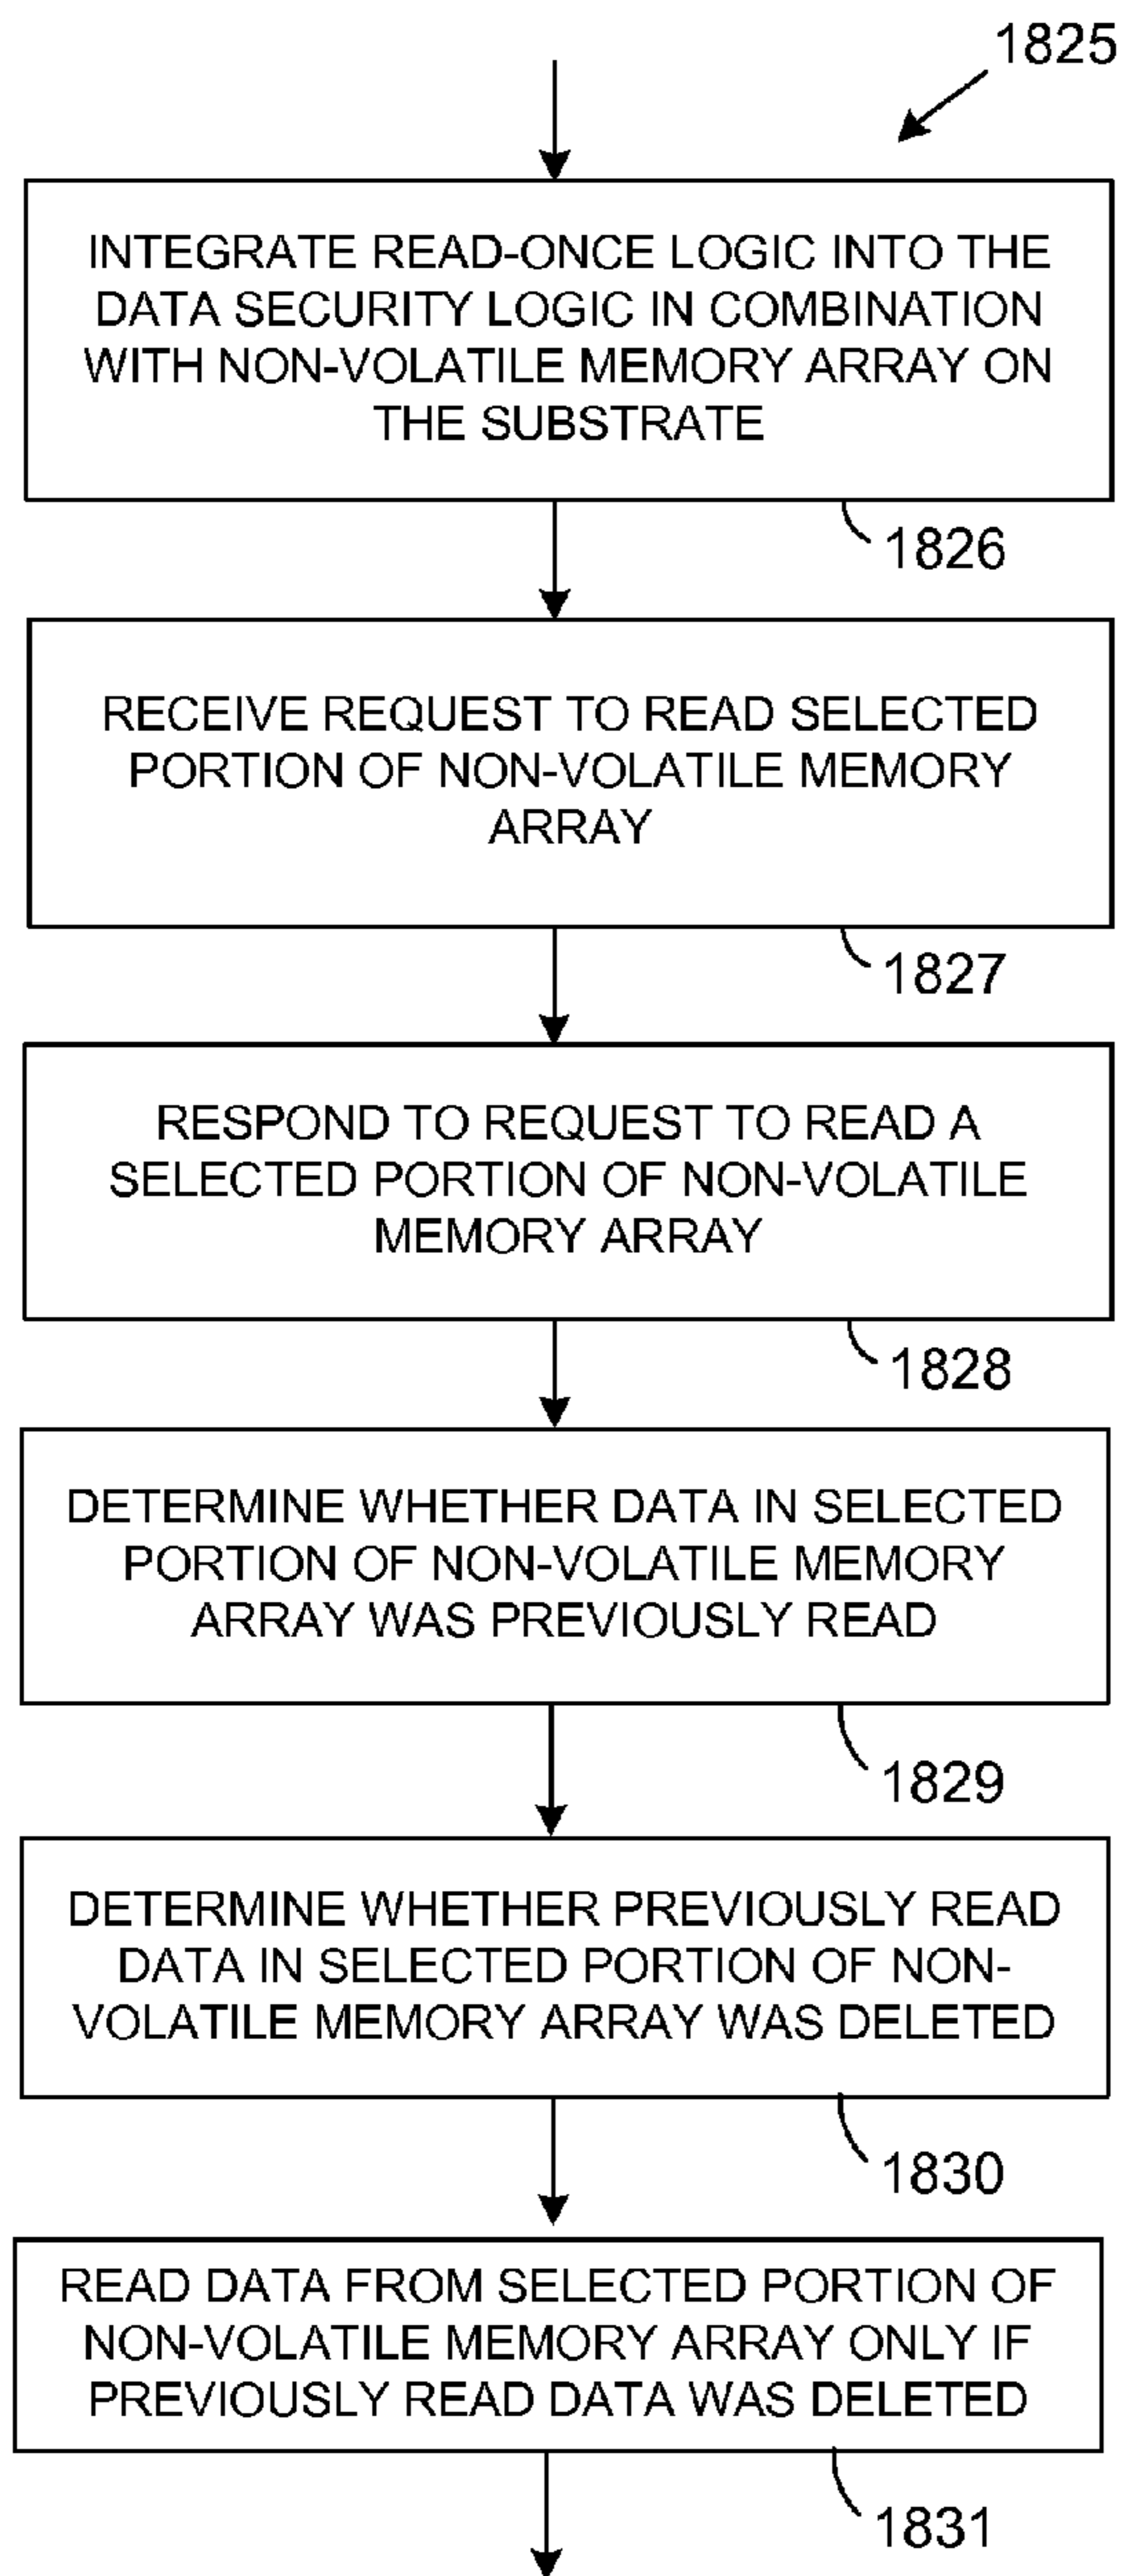 1825
INTEGRATE READ-ONCE LOGIC INTO THE
DATA SECURITY LOGIC IN COMBINATION
WITH NON-VOLATILE MEMORY ARRAY ON
THE SUBSTRATE
1826
RECEIVE REQUEST TO READ SELECTED
PORTION OF NON-VOLATILE MEMORY
ARRAY
1827
RESPOND TO REQUEST TO READ A
SELECTED PORTION OF NON-VOLATILE
MEMORY ARRAY
1828
DETERMINE WHETHER DATA IN SELECTED
PORTION OF NON-VOLATILE MEMORY
ARRAY WAS PREVIOUSLY READ
1829
DETERMINE WHETHER PREVIOUSLY READ
DATA IN SELECTED PORTION OF NON-
VOLATILE MEMORY ARRAY WAS DELETED
1830
READ DATA FROM SELECTED PORTION OF
NON-VOLATILE MEMORY ARRAY ONLY IF
PREVIOUSLY READ DATA WAS DELETED
1831